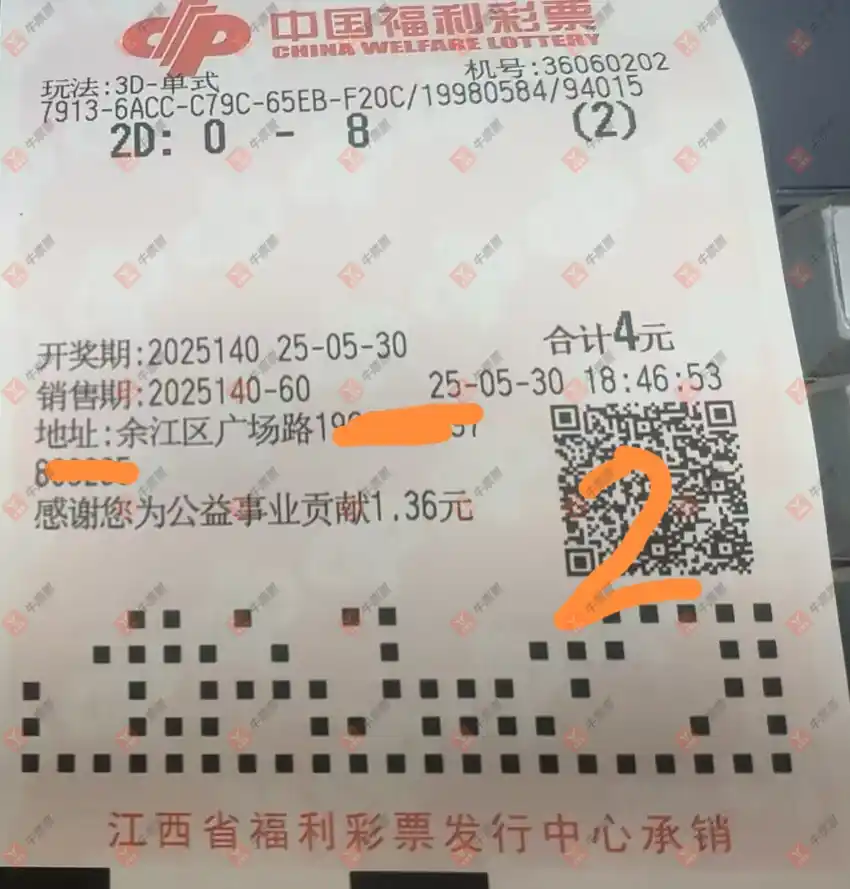 中国福利彩票
CHINA WELFARE LOTTERY
玩法:3D-单式
机号:36060202
7913-6ACC-C79C-65EB-F20C/19980584/94015
2D: 0 - 8 (2)
开奖期:2025140 25-05-30 合计4元
销售期:2025140-60 25-05-30 18:46:53
地址:余江区广场路
感谢您为公益事业贡献1.36元
2
江西省福利彩票发行中心承销